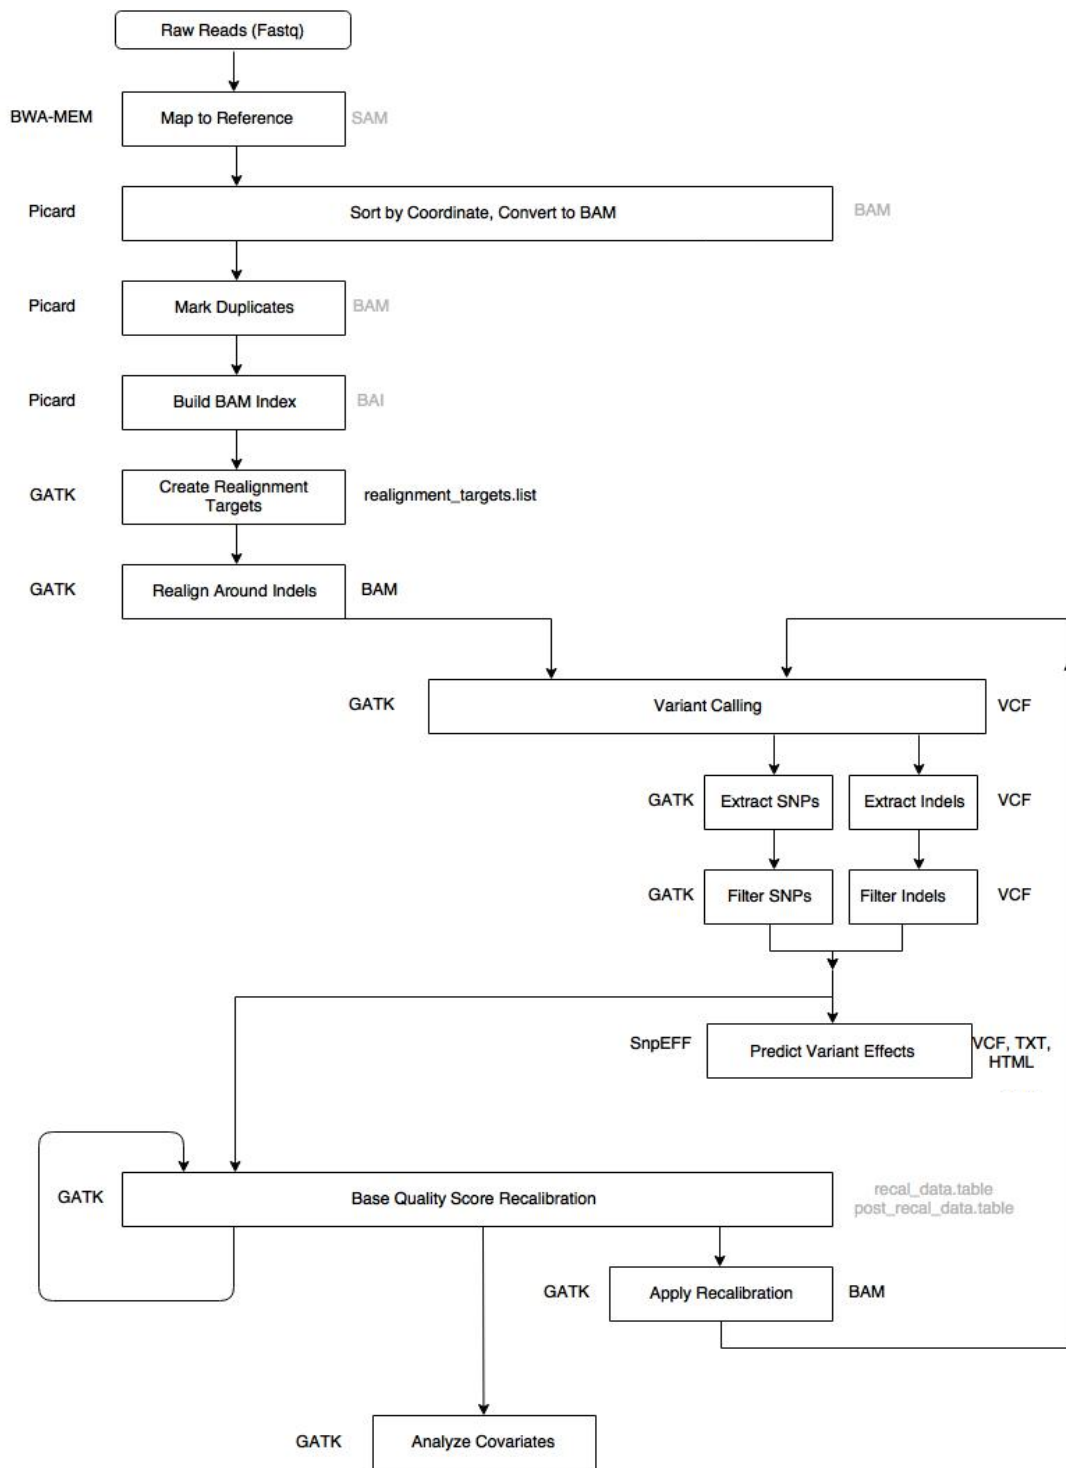 Raw Reads (Fastq)
BWA-MEM
Map to Reference
SAM
Picard
Sort by Coordinate, Convert to BAM
BAM
Picard
Mark Duplicates
BAM
Picard
Build BAM Index
BAI
GATK
Create Realignment
Targets
realignment_targets.list
GATK
Realign Around Indels
BAM
GATK
Variant Calling
VCF
GATK
Extract SNPs
Extract Indels
VCF
GATK
Filter SNPs
Filter Indels
VCF
SnpEFF
Predict Variant Effects
VCF, TXT,
HTML
GATK
Base Quality Score Recalibration
recal_data.table
post_recal_data.table
GATK
Apply Recalibration
BAM
GATK
Analyze Covariates